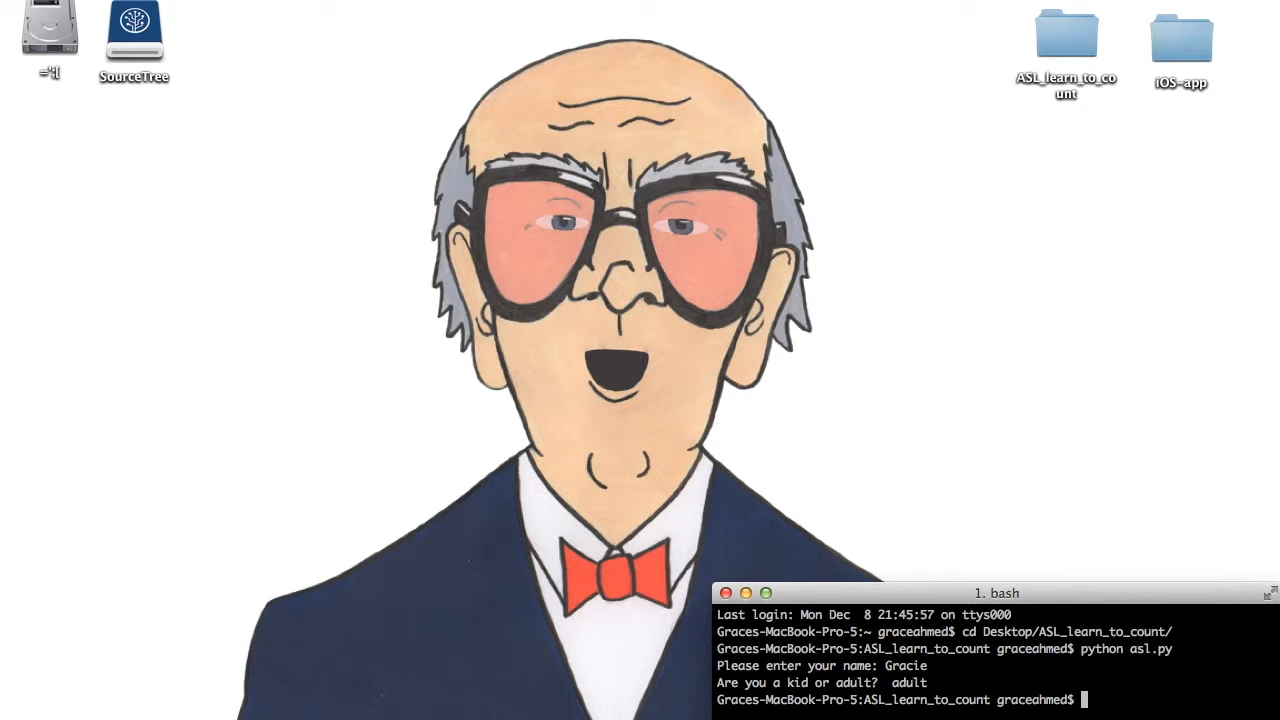 =';[
SourceTree
ASL_learn_to_co
unt
iOS-app
1. bash
Last login: Mon Dec  8 21:45:57 on ttys000
Graces-MacBook-Pro-5:~ graceahmed$ cd Desktop/ASL_learn_to_count/
Graces-MacBook-Pro-5:ASL_learn_to_count graceahmed$ python asl.py
Please enter your name: Gracie
Are you a kid or adult?  adult
Graces-MacBook-Pro-5:ASL_learn_to_count graceahmed$